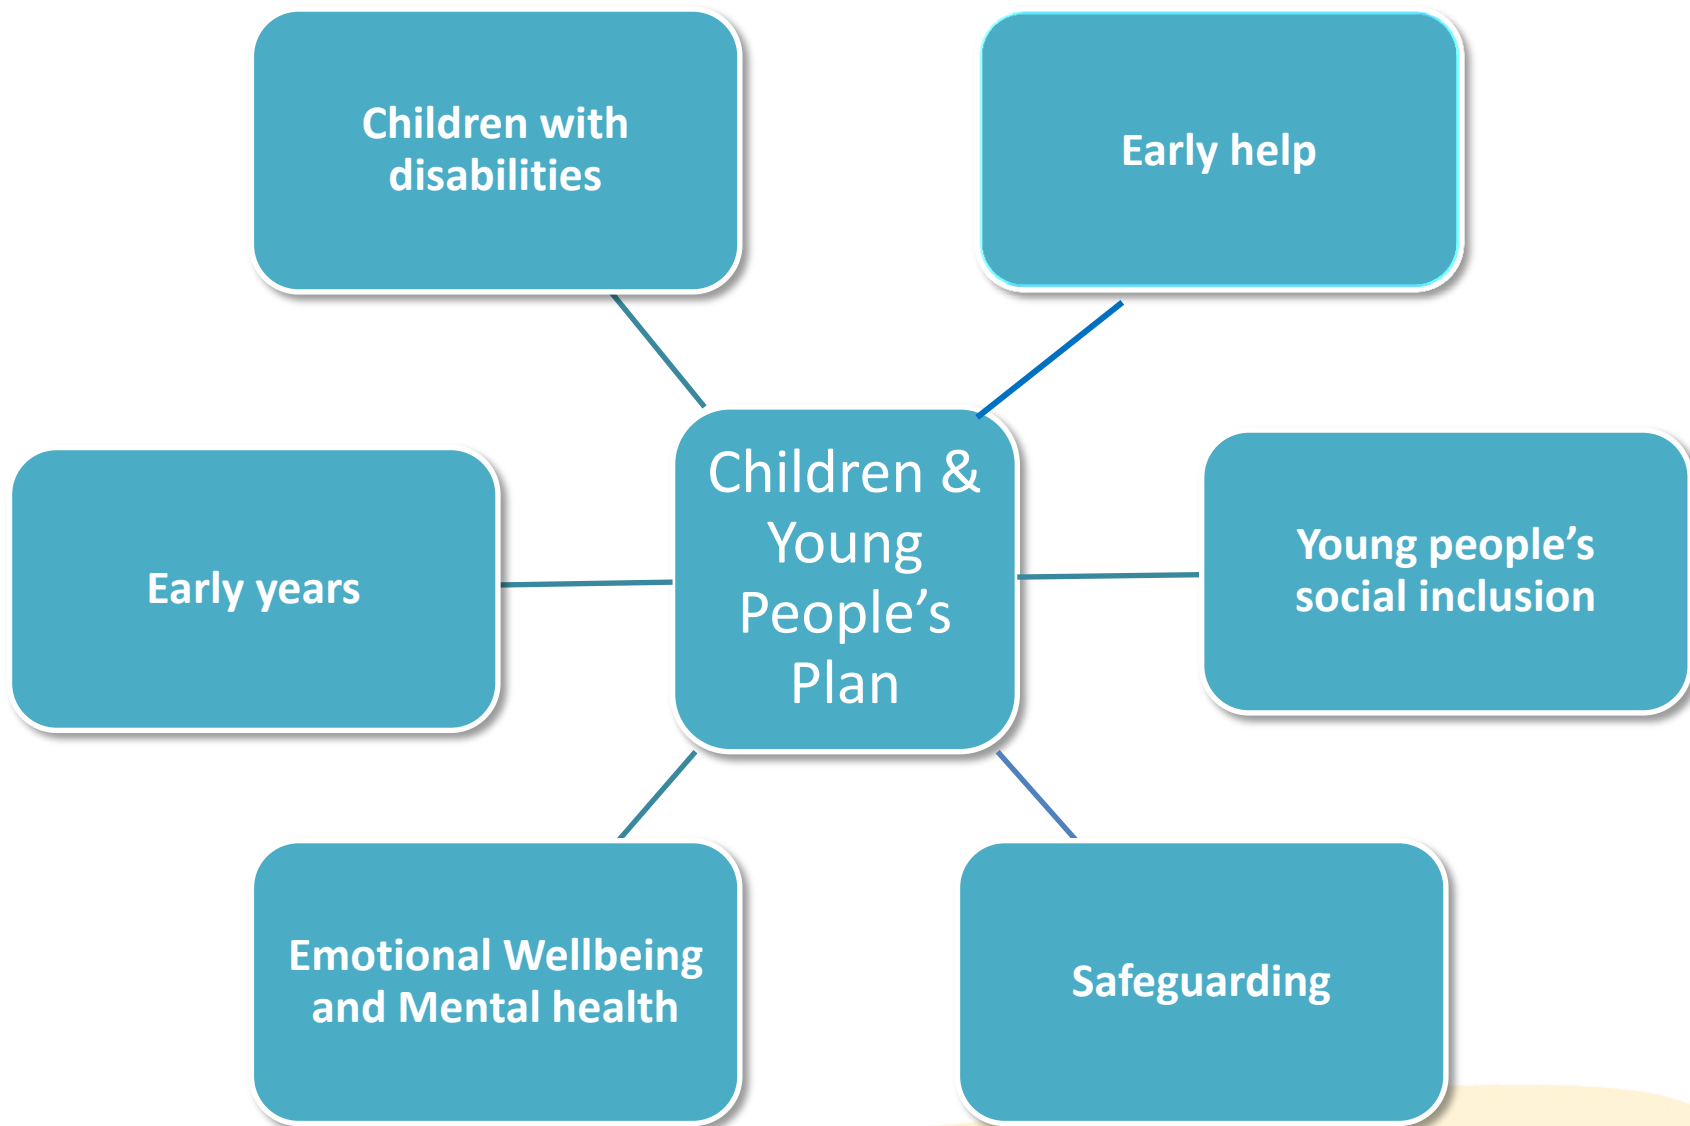 Children with
disabilities
Early help
Children &
Young
People’s
Plan
Early years
Young people’s
social inclusion
Emotional Wellbeing
and Mental health
Safeguarding